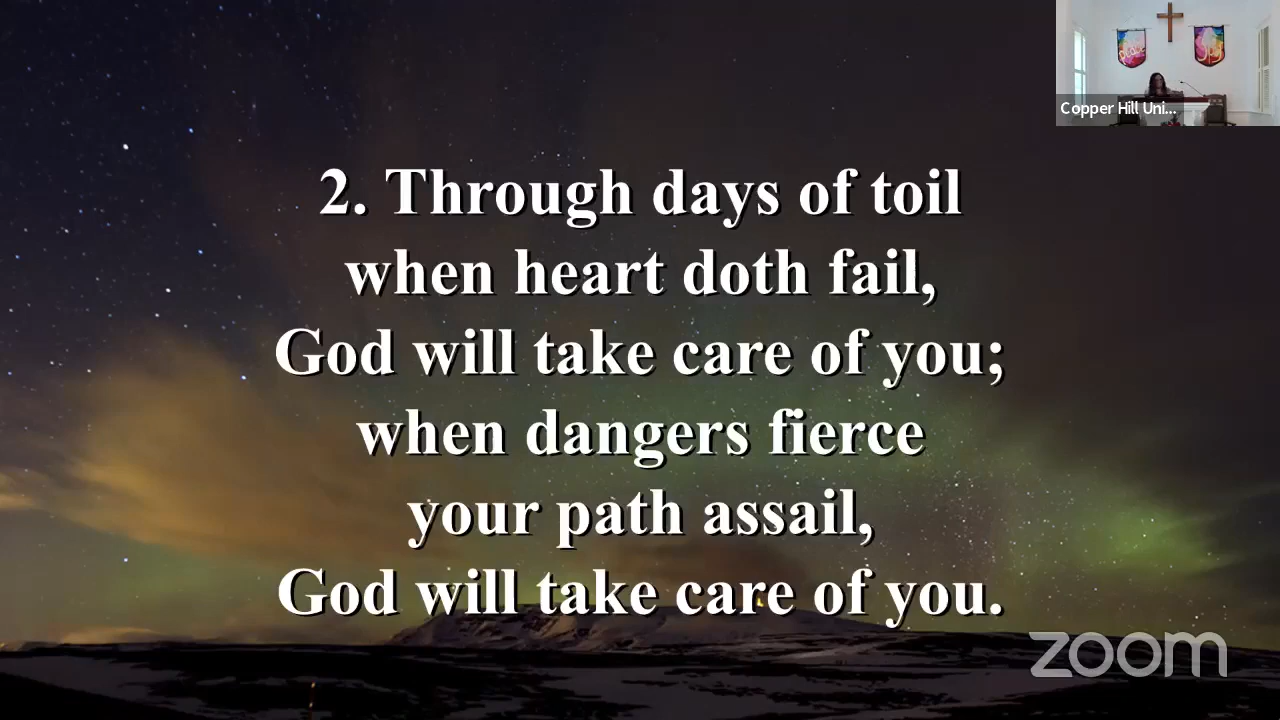 Copper Hill Uni...
2. Through days of toil
when heart doth fail,
God will take care of you;
when dangers fierce
your path assail,
God will take care of you.
zoom